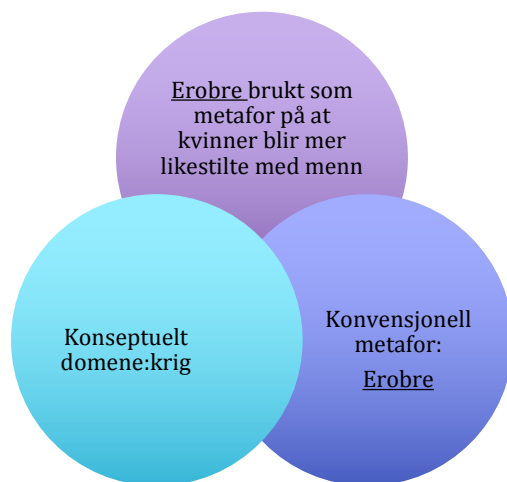 Erobre brukt som
metafor på at
kvinner blir mer
likestilte med menn
Konseptuelt
domene:krig
Konvensjonell
metafor:
Erobre